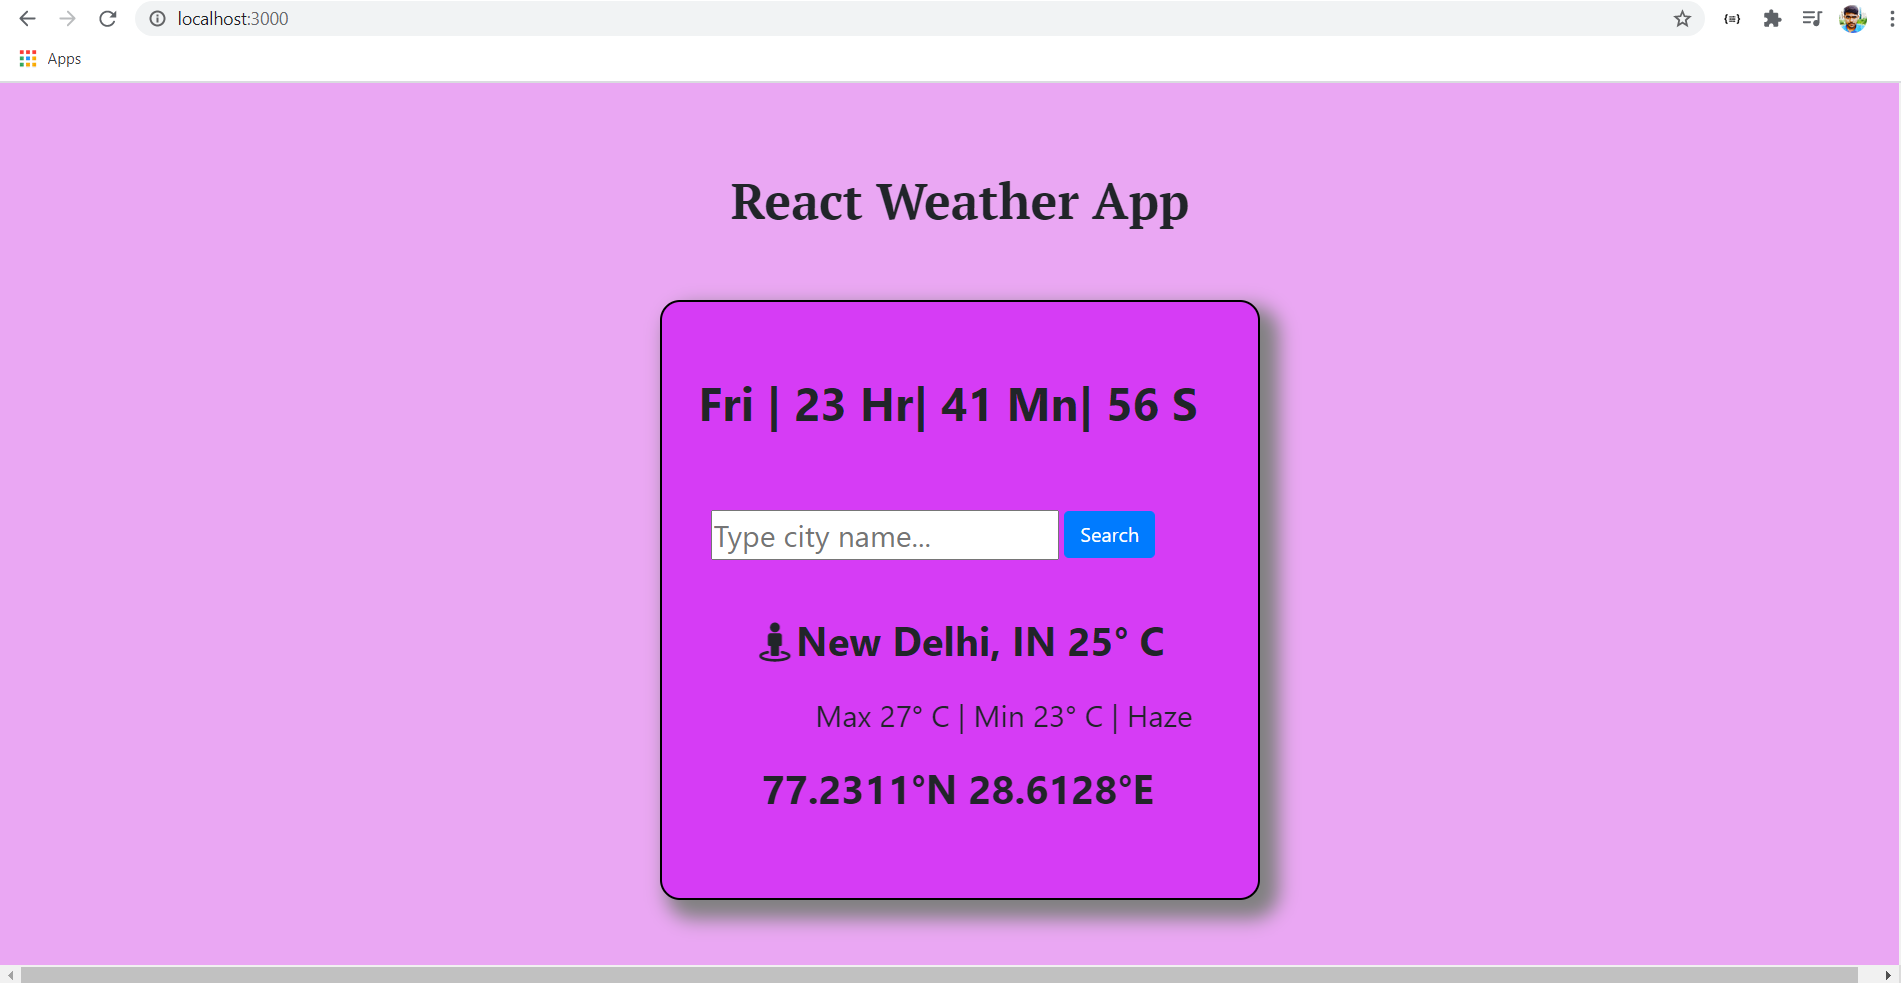 localhost:3000
Apps
React Weather App
Fri | 23 Hr| 41 Mn| 56 S
Type city name...
Search
New Delhi, IN 25° C
Max 27° C | Min 23° C | Haze
77.2311°N 28.6128°E